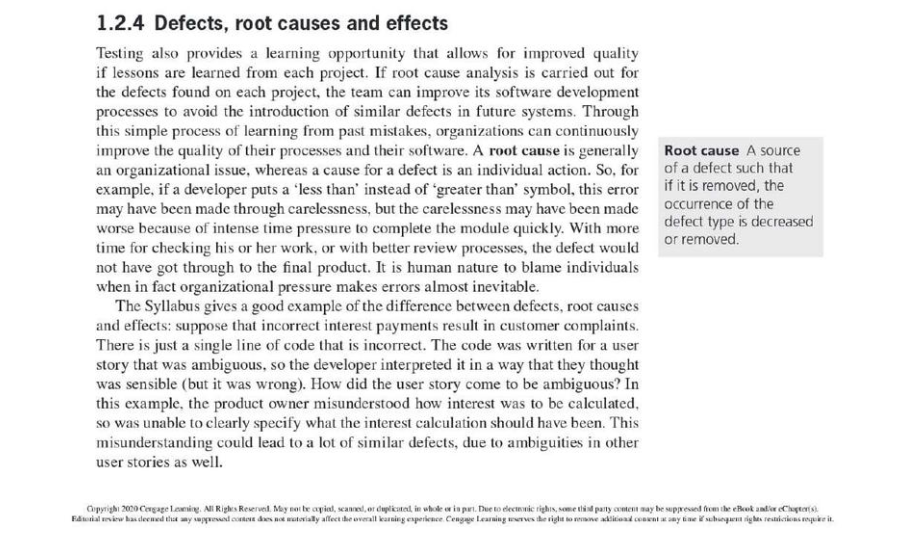 1.2.4 Defects, root causes and effects
Testing also provides a learning opportunity that allows for improved quality
if lessons are learned from each project. If root cause analysis is carried out for
the defects found on each project, the team can improve its software development
processes to avoid the introduction of similar defects in future systems. Through
this simple process of learning from past mistakes, organizations can continuously
improve the quality of their processes and their software. A root cause is generally
an organizational issue, whereas a cause for a defect is an individual action. So, for
example, if a developer puts a ‘less than’ instead of ‘greater than’ symbol, this error
may have been made through carelessness, but the carelessness may have been made
worse because of intense time pressure to complete the module quickly. With more
time for checking his or her work, or with better review processes, the defect would
not have got through to the final product. It is human nature to blame individuals
when in fact organizational pressure makes errors almost inevitable.
The Syllabus gives a good example of the difference between defects, root causes
and effects: suppose that incorrect interest payments result in customer complaints.
There is just a single line of code that is incorrect. The code was written for a user
story that was ambiguous, so the developer interpreted it in a way that they thought
was sensible (but it was wrong). How did the user story come to be ambiguous? In
this example, the product owner misunderstood how interest was to be calculated,
so was unable to clearly specify what the interest calculation should have been. This
misunderstanding could lead to a lot of similar defects, due to ambiguities in other
user stories as well.
Root cause A source
of a defect such that
if it is removed, the
occurrence of the
defect type is decreased
or removed.
Copyright 2020 Cengage Learning. All Rights Reserved. May not be copied, scanned, or duplicated, in whole or in part. Due to electronic rights, some third party content may be suppressed from the eBook and/or eChapter(s).
Editorial review has deemed that any suppressed content does not materially affect the overall learning experience. Cengage Learning reserves the right to remove additional content at any time if subsequent rights restrictions require it.